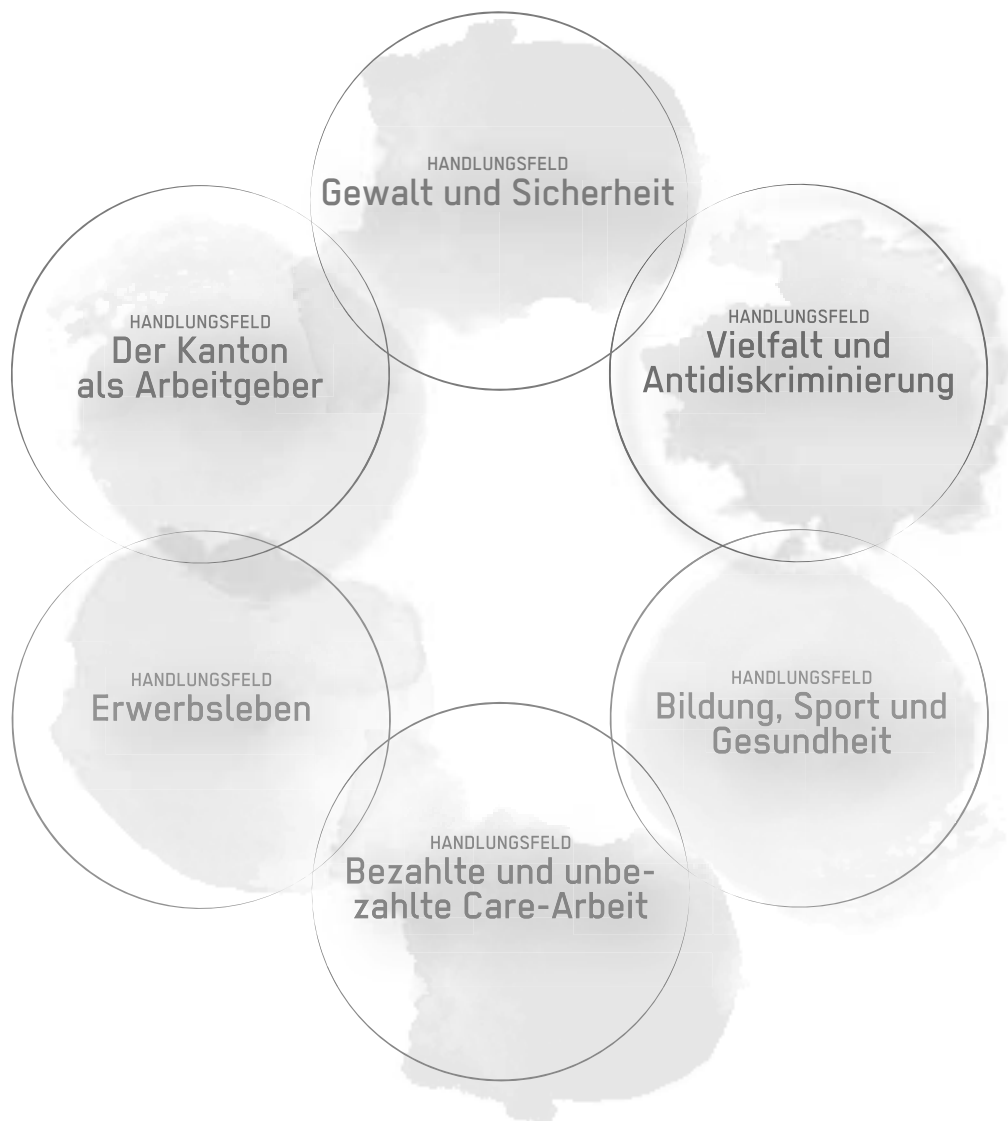 HANDLUNGSFELD
Gewalt und Sicherheit
HANDLUNGSFELD
Der Kanton
als Arbeitgeber
HANDLUNGSFELD
Vielfalt und
Antidiskriminierung
HANDLUNGSFELD
Erwerbsleben
HANDLUNGSFELD
Bildung, Sport und
Gesundheit
HANDLUNGSFELD
Bezahlte und unbe-
zahlte Care-Arbeit